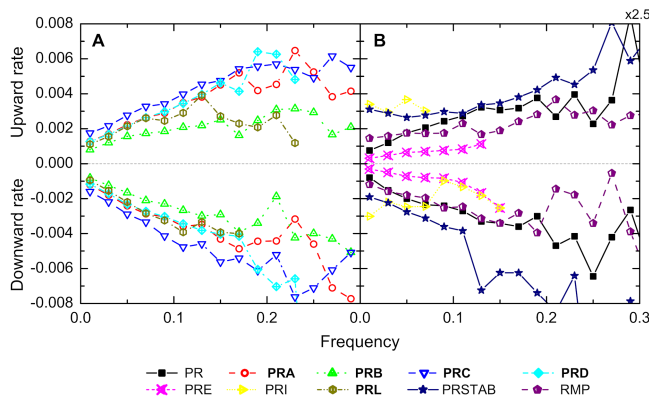 x2.5
A
B
Upward rate
Downward rate
0.008
0.006
0.004
0.002
0.000
-0.002
-0.004
-0.006
-0.008
0.0 0.1 0.2 0.0 0.1 0.2 0.3
Frequency
PR PRA PRB PRC PRD
PRE PRI PRL PRSTAB RMP